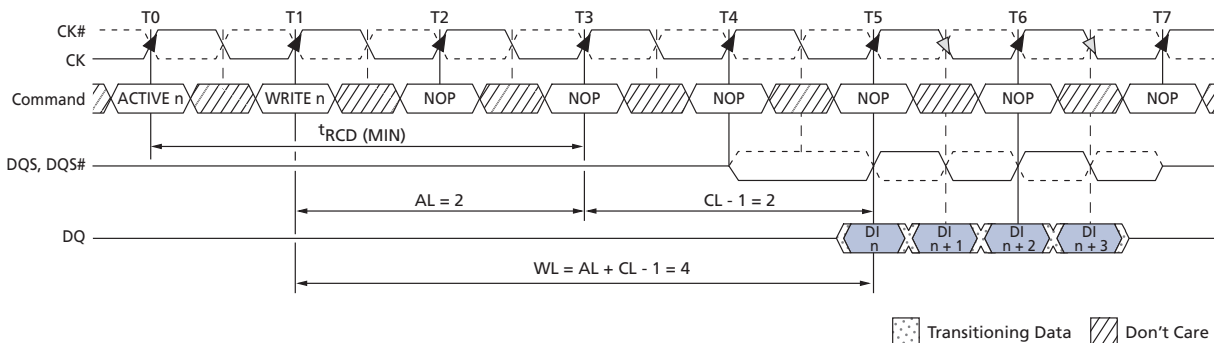 T0 T1 T2 T3 T4 T5 T6 T7
CK#
CK
Command ACTIVE n WRITE n NOP NOP NOP NOP NOP NOP
tRCD (MIN)
DQS, DQS#
AL = 2 CL - 1 = 2
DQ DI n DI n + 1 DI n + 2 DI n + 3
WL = AL + CL - 1 = 4
Transitioning Data Don't Care